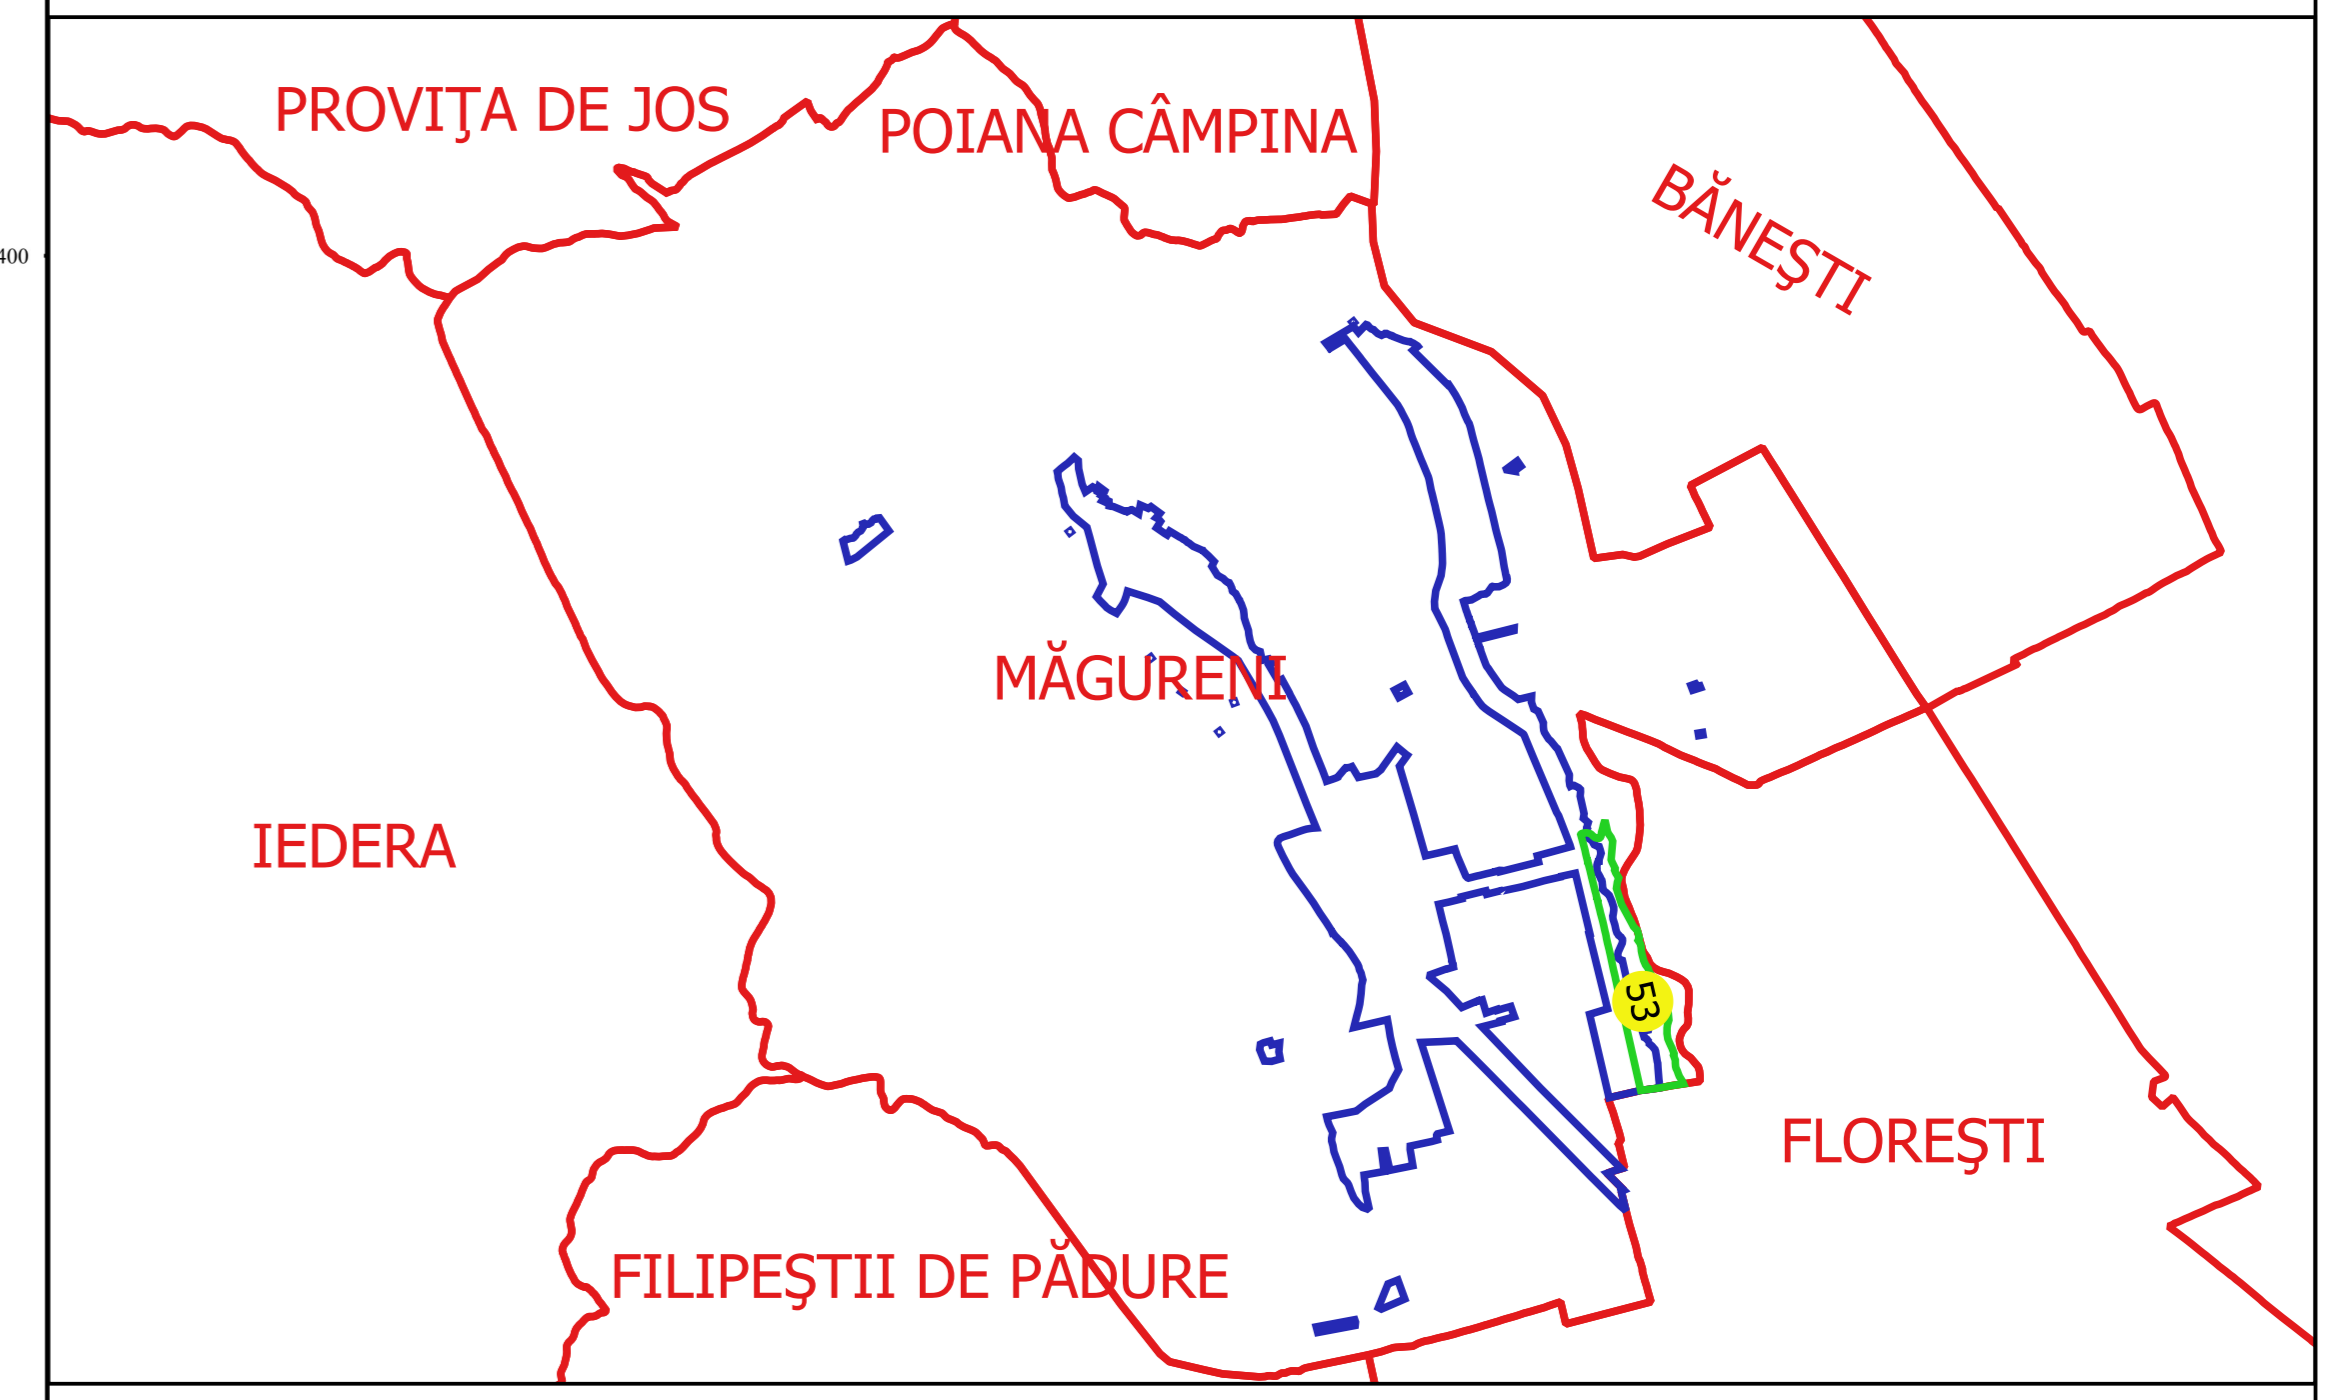 PROVIŢA DE JOS
POIANA CÂMPINA
BĂNEŞTI
400
MĂGURENI
IEDERA
53
FLOREŞTI
FILIPEŞTII DE PĂDURE